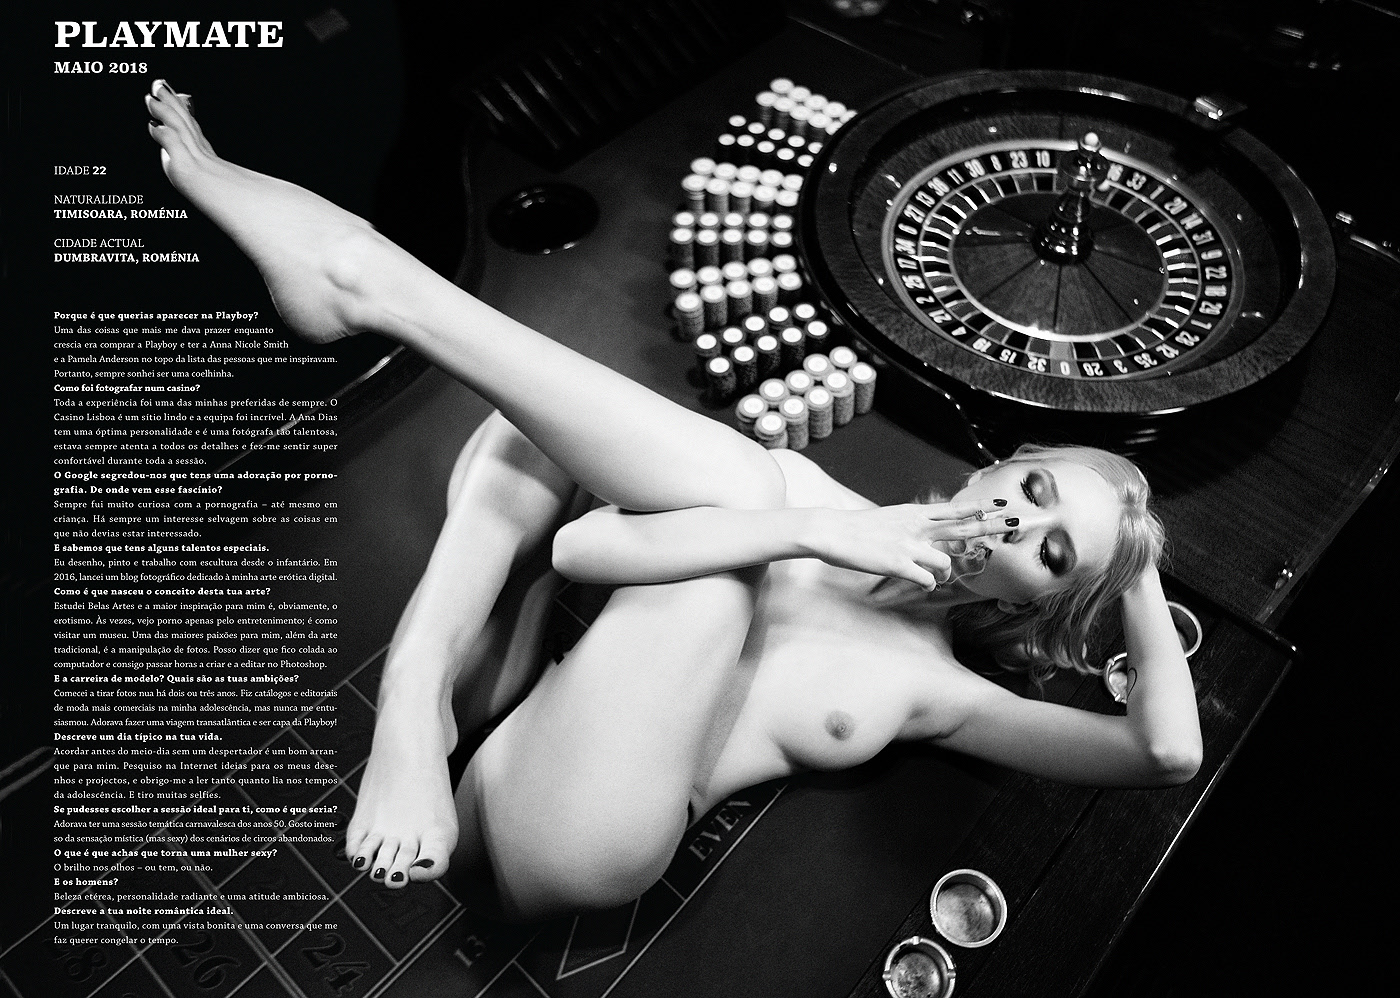 PLAYMATE
MAIO 2018
IDADE 22
NATURALIDADE
TIMISOARA, ROMÉNIA
CIDADE ACTUAL
DUMBRAVITA, ROMÉNIA
Porque é que querias aparecer na Playboy?
Uma das coisas que mais me dava prazer enquanto
crescia era comprar a Playboy e ter a Anna Nicole Smith
e a Pamela Anderson no topo da lista das pessoas que me inspiravam.
Portanto, sempre sonhei ser uma coelhinha.
Como foi fotografar num casino?
Toda a experiência foi uma das minhas preferidas de sempre. O
Casino Lisboa é um sítio lindo e a equipa foi incrível. A Ana Dias
tem uma óptima personalidade e é uma fotógrafa tão talentosa,
estava sempre atenta a todos os detalhes e fez-me sentir super
confortável durante toda a sessão.
O Google segredou-nos que tens uma adoração por porno-
grafia. De onde vem esse fascínio?
Sempre fui muito curiosa com a pornografia – até mesmo em
criança. Há sempre um interesse selvagem sobre as coisas em
que não devias estar interessado.
E sabemos que tens alguns talentos especiais.
Eu desenho, pinto e trabalho com escultura desde o infantário. Em
2016, lancei um blog fotográfico dedicado à minha arte erótica digital.
Como é que nasceu o conceito desta tua arte?
Estudei Belas Artes e a maior inspiração para mim é, obviamente, o
erotismo. Às vezes, vejo porno apenas pelo entretenimento; é como
visitar um museu. Uma das maiores paixões para mim, além da arte
tradicional, é a manipulação de fotos. Posso dizer que fico colada ao
computador e consigo passar horas a criar e a editar no Photoshop.
E a carreira de modelo? Quais são as tuas ambições?
Comecei a tirar fotos nua há dois ou três anos. Fiz catálogos e editoriais
de moda mais comerciais na minha adolescência, mas nunca me entu-
siasmou. Adorava fazer uma viagem transatlântica e ser capa da Playboy!
Descreve um dia típico na tua vida.
Acordar antes do meio-dia sem um despertador é um bom arran-
que para mim. Pesquiso na Internet ideias para os meus dese-
nhos e projectos, e obrigo-me a ler tanto quanto lia nos tempos
da adolescência. E tiro muitas selfies.
Se pudesses escolher a sessão ideal para ti, como é que seria?
Adorava ter uma sessão temática carnavalesca dos anos 50. Gosto imen-
so da sensação mística (mas sexy) dos cenários de circos abandonados.
O que é que achas que torna uma mulher sexy?
O brilho nos olhos – ou tem, ou não.
E os homens?
Beleza etérea, personalidade radiante e uma atitude ambiciosa.
Descreve a tua noite romântica ideal.
Um lugar tranquilo, com uma vista bonita e uma conversa que me
faz querer congelar o tempo.
EVEN
13
24
26